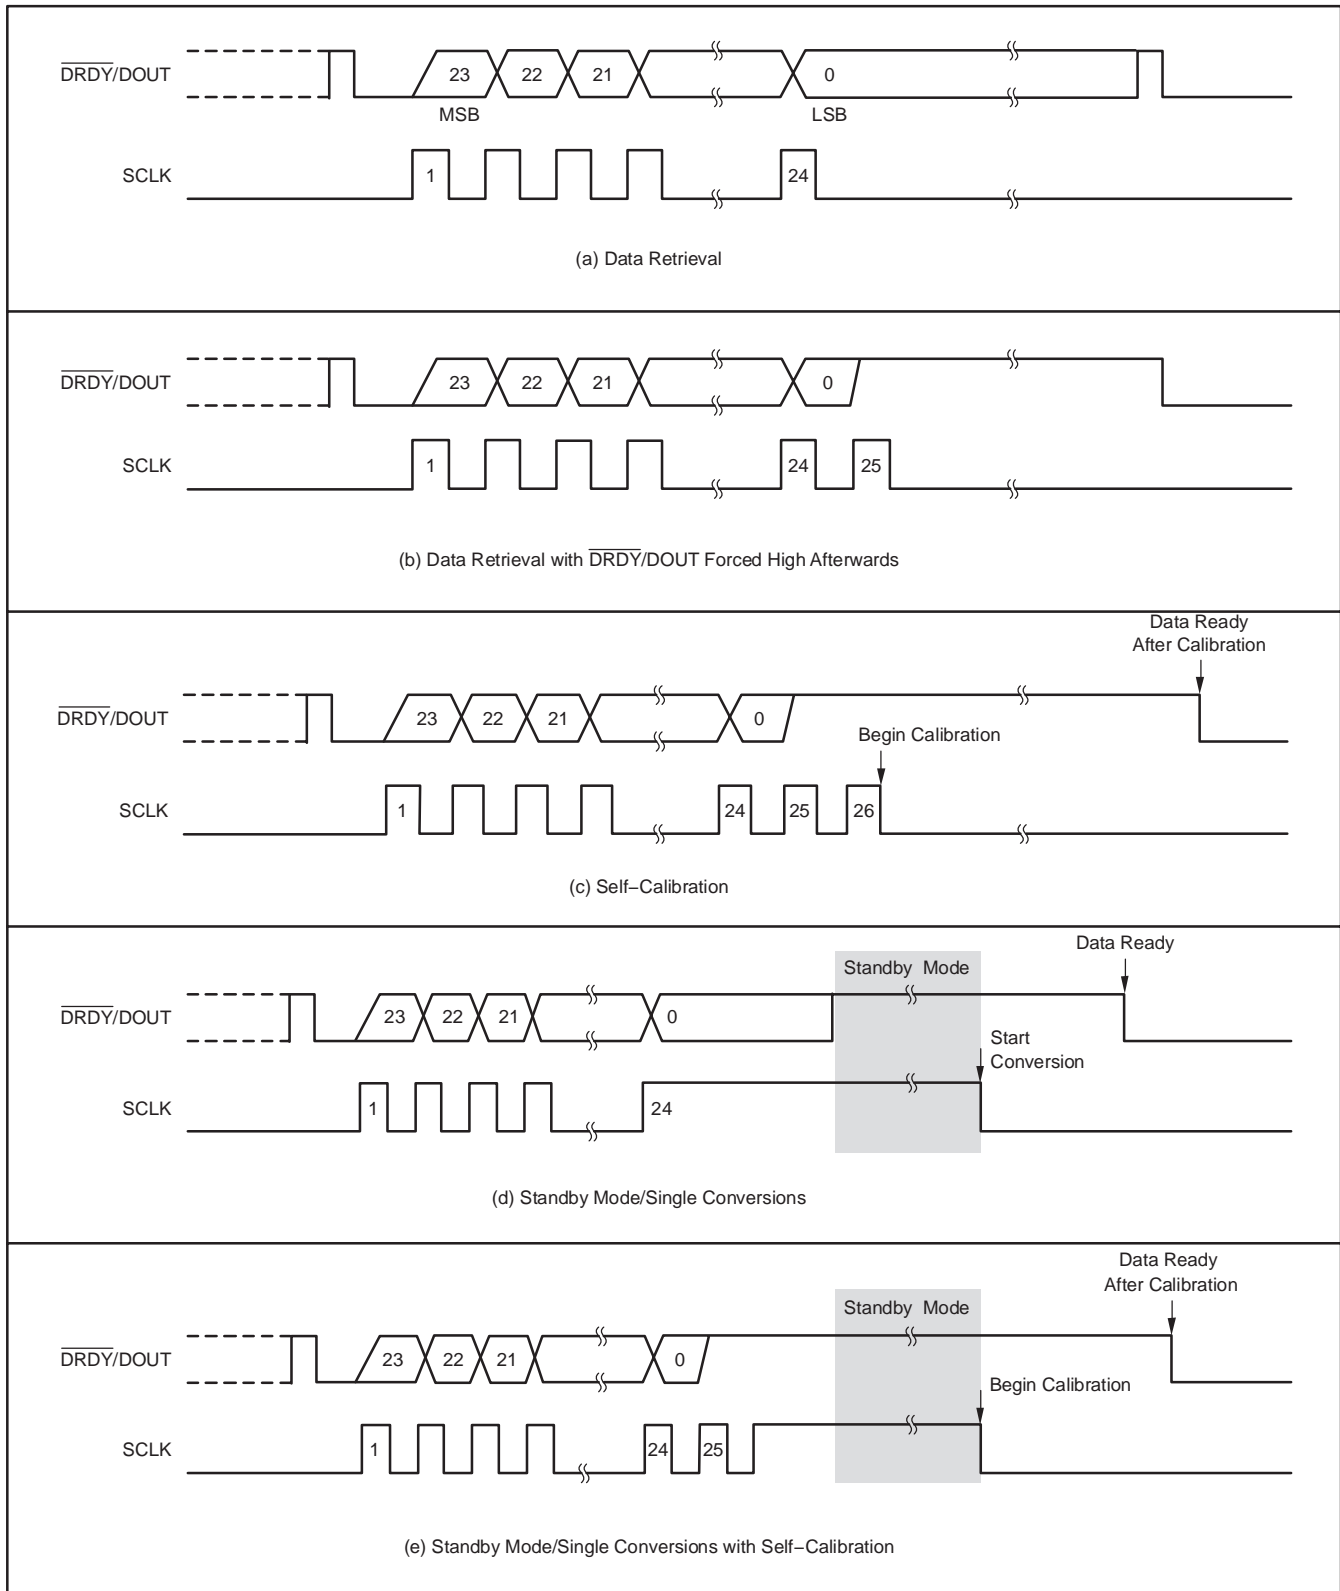 DRDY/DOUT
23 22 21 0
MSB LSB
SCLK
1 24
(a) Data Retrieval
DRDY/DOUT
23 22 21 0
SCLK
1 24 25
(b) Data Retrieval with DRDY/DOUT Forced High Afterwards
Data Ready
After Calibration
DRDY/DOUT
23 22 21 0
Begin Calibration
SCLK
1 24 25 26
(c) Self−Calibration
Data Ready
Standby Mode
DRDY/DOUT
23 22 21 0
Start
Conversion
SCLK
1 24
(d) Standby Mode/Single Conversions
Data Ready
After Calibration
Standby Mode
DRDY/DOUT
23 22 21 0
Begin Calibration
SCLK
1 24 25
(e) Standby Mode/Single Conversions with Self−Calibration